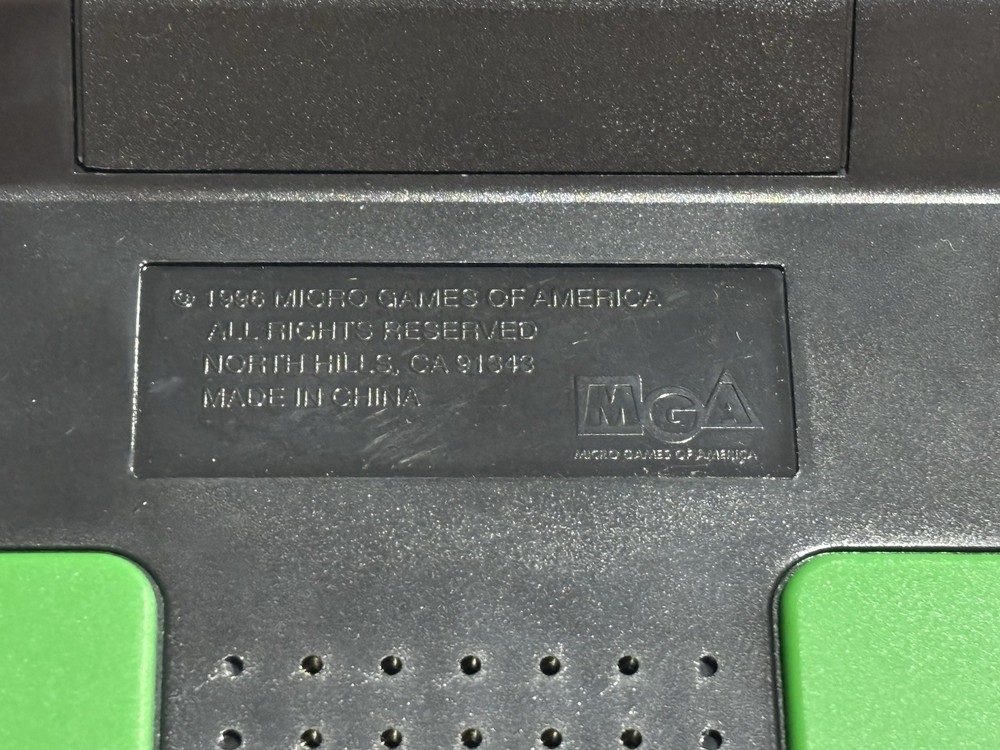 © 1996 MICRO GAMES OF AMERICA
ALL RIGHTS RESERVED
NORTH HILLS, CA 91343
MADE IN CHINA
MGA
MICRO GAMES OF AMERICA